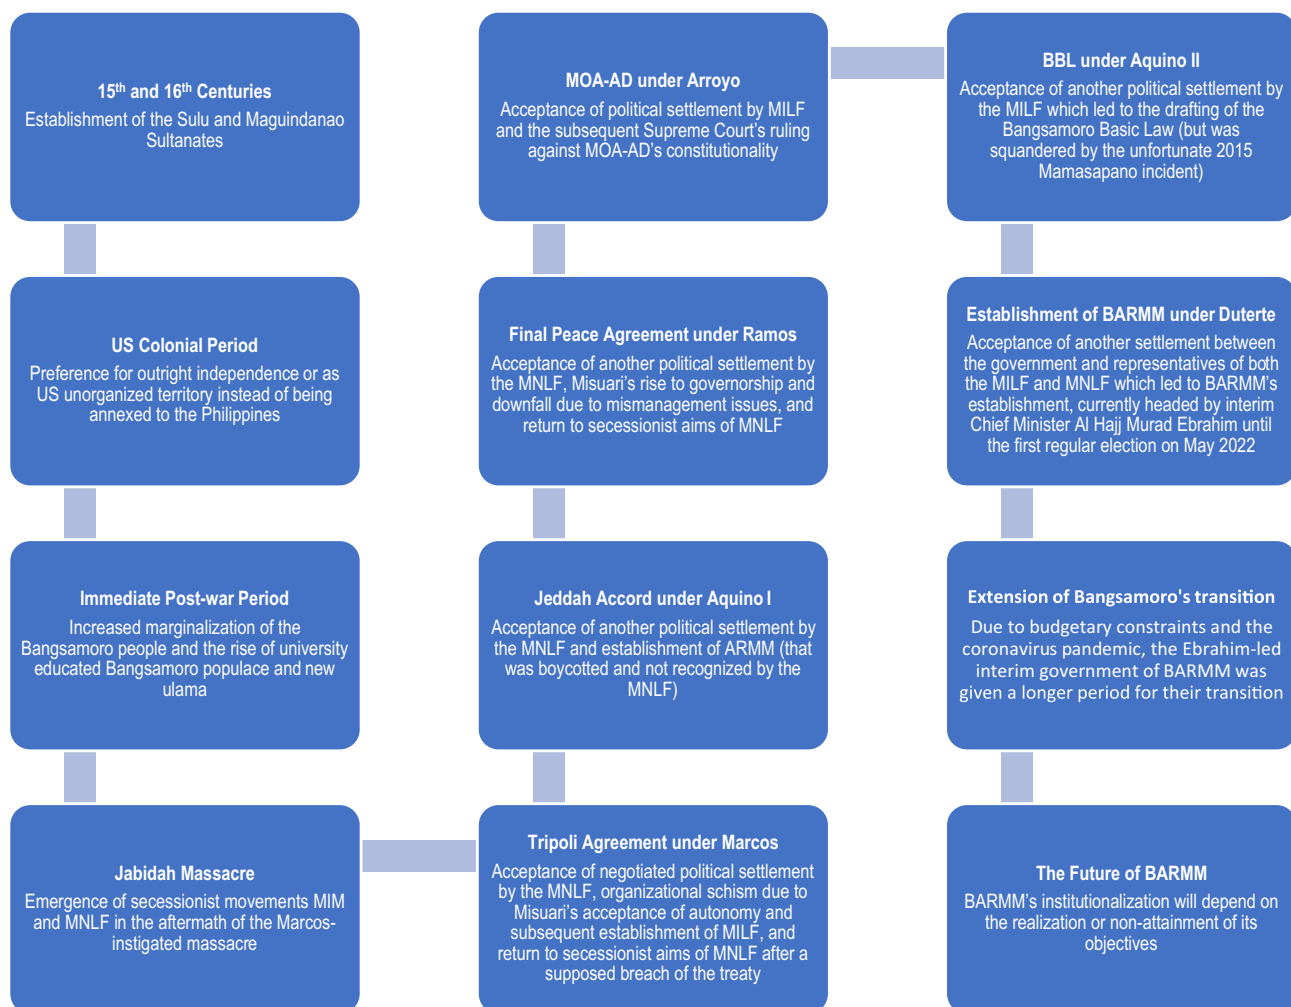 15th and 16th Centuries
Establishment of the Sulu and Maguindanao
Sultanates
US Colonial Period
Preference for outright independence or as
US unorganized territory instead of being
annexed to the Philippines
Immediate Post-war Period
Increased marginalization of the
Bangsamoro people and the rise of university
educated Bangsamoro populace and new
ulama
Jabidah Massacre
Emergence of secessionist movements MIM
and MNLF in the aftermath of the Marcos-
instigated massacre
Tripoli Agreement under Marcos
Acceptance of negotiated political settlement
by the MNLF, organizational schism due to
Misuari’s acceptance of autonomy and
subsequent establishment of MILF, and
return to secessionist aims of MNLF after a
supposed breach of the treaty
Jeddah Accord under Aquino I
Acceptance of another political settlement by
the MNLF and establishment of ARMM (that
was boycotted and not recognized by the
MNLF)
Final Peace Agreement under Ramos
Acceptance of another political settlement by
the MNLF, Misuari’s rise to governorship and
downfall due to mismanagement issues, and
return to secessionist aims of MNLF
MOA-AD under Arroyo
Acceptance of political settlement by MILF
and the subsequent Supreme Court’s ruling
against MOA-AD’s constitutionality
BBL under Aquino II
Acceptance of another political settlement by
the MILF which led to the drafting of the
Bangsamoro Basic Law (but was
squandered by the unfortunate 2015
Mamasapano incident)
Establishment of BARMM under Duterte
Acceptance of another settlement between
the government and representatives of both
the MILF and MNLF which led to BARMM’s
establishment, currently headed by interim
Chief Minister Al Hajj Murad Ebrahim until
the first regular election on May 2022
Extension of Bangsamoro's transition
Due to budgetary constraints and the
coronavirus pandemic, the Ebrahim-led
interim government of BARMM was
given a longer period for their transition
The Future of BARMM
BARMM’s institutionalization will depend on
the realization or non-attainment of its
objectives